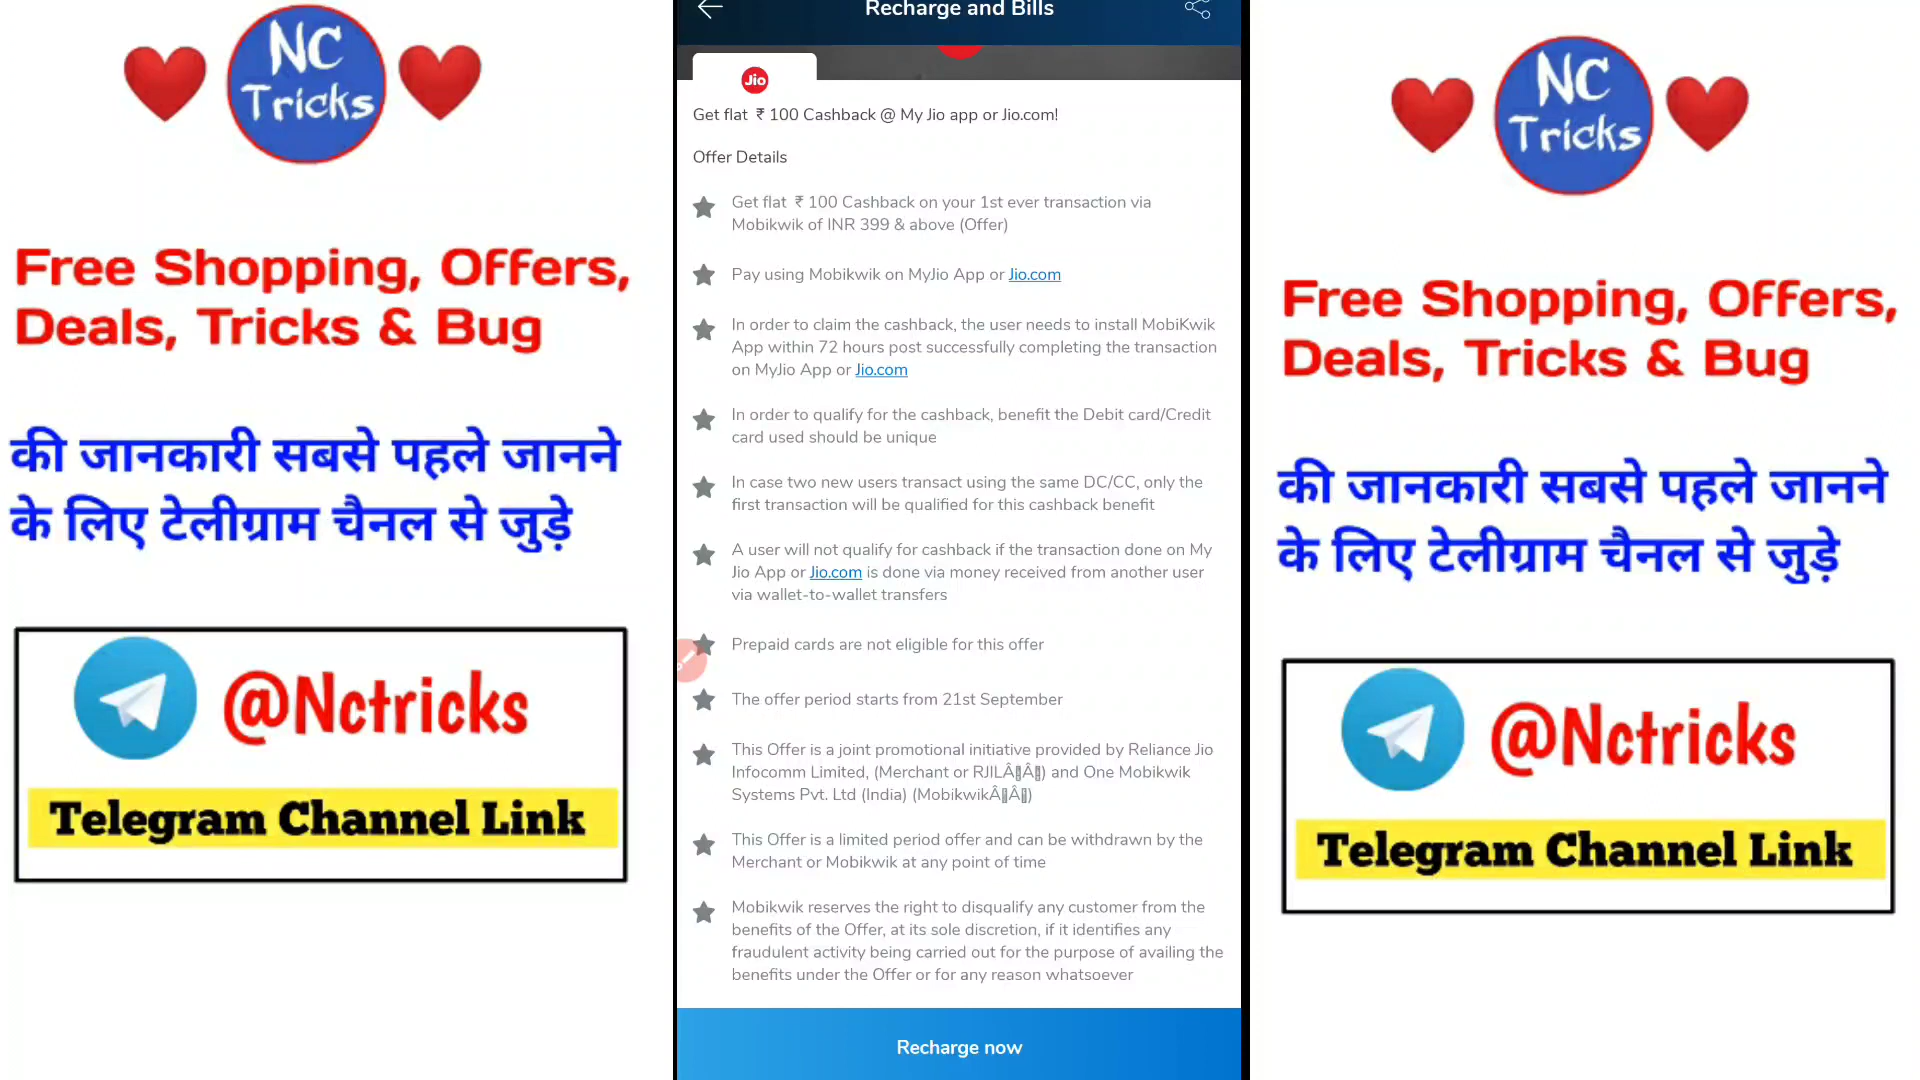 NC
Tricks
Free Shopping, Offers,
Deals, Tricks & Bug
की जानकारी सबसे पहले जानने
के लिए टेलीग्राम चैनल से जुड़े
@Nctricks
Telegram Channel Link
Recharge and Bills
Jio
Get flat ₹ 100 Cashback @ My Jio app or Jio.com!
Offer Details
Get flat ₹ 100 Cashback on your 1st ever transaction via
Mobikwik of INR 399 & above (Offer)
Pay using Mobikwik on MyJio App or Jio.com
In order to claim the cashback, the user needs to install MobiKwik
App within 72 hours post successfully completing the transaction
on MyJio App or Jio.com
In order to qualify for the cashback, benefit the Debit card/Credit
card used should be unique
In case two new users transact using the same DC/CC, only the
first transaction will be qualified for this cashback benefit
A user will not qualify for cashback if the transaction done on My
Jio App or Jio.com is done via money received from another user
via wallet-to-wallet transfers
Prepaid cards are not eligible for this offer
The offer period starts from 21st September
This Offer is a joint promotional initiative provided by Reliance Jio
Infocomm Limited, (Merchant or RJILÂÂ) and One Mobikwik
Systems Pvt. Ltd (India) (MobikwikÂÂ)
This Offer is a limited period offer and can be withdrawn by the
Merchant or Mobikwik at any point of time
Mobikwik reserves the right to disqualify any customer from the
benefits of the Offer, at its sole discretion, if it identifies any
fraudulent activity being carried out for the purpose of availing the
benefits under the Offer or for any reason whatsoever
Recharge now
NC
Tricks
Free Shopping, Offers,
Deals, Tricks & Bug
की जानकारी सबसे पहले जानने
के लिए टेलीग्राम चैनल से जुड़े
@Nctricks
Telegram Channel Link